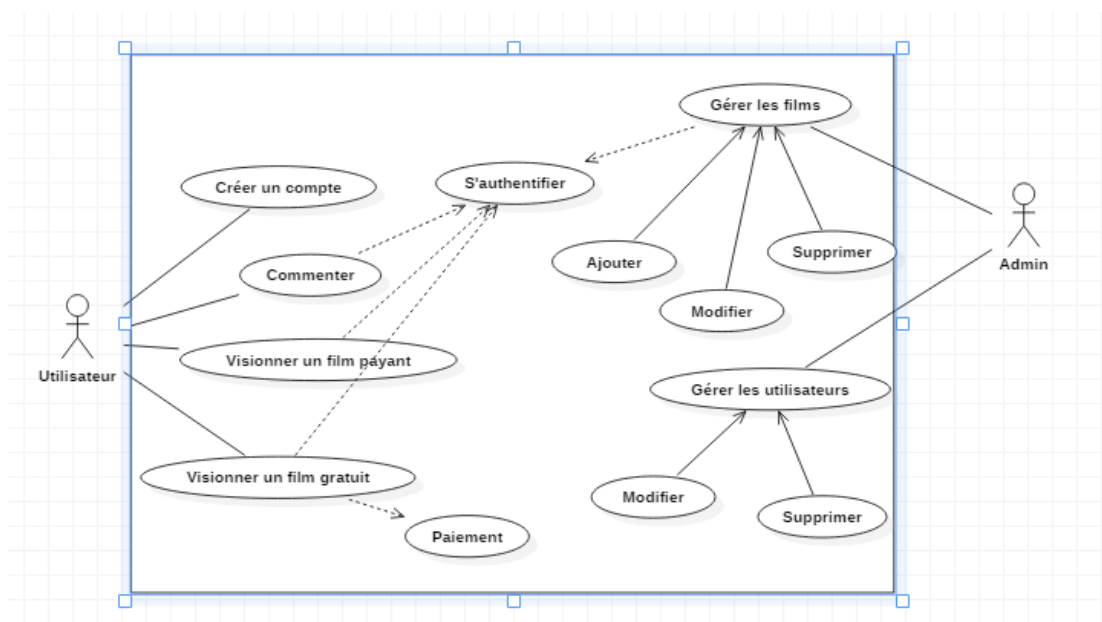 Gérer les films
S'authentifier
Créer un compte
Supprimer
Ajouter
Admin
Commenter
Modifier
Visionner un film payant
Utilisateur
Gérer les utilisateurs
Visionner un film gratuit
Modifier
Supprimer
Paiement